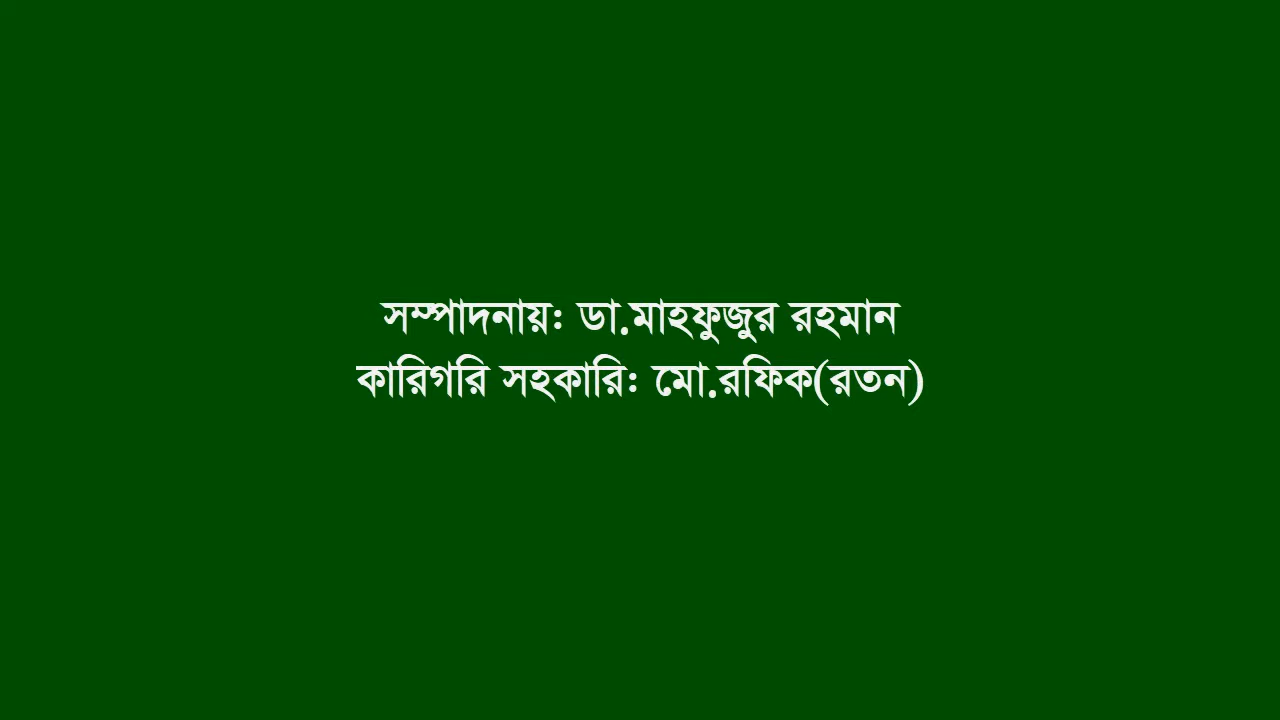 সম্পাদনায়: ডা.মাহফুজুর রহমান
কারিগরি সহকারি: মো.রফিক(রতন)